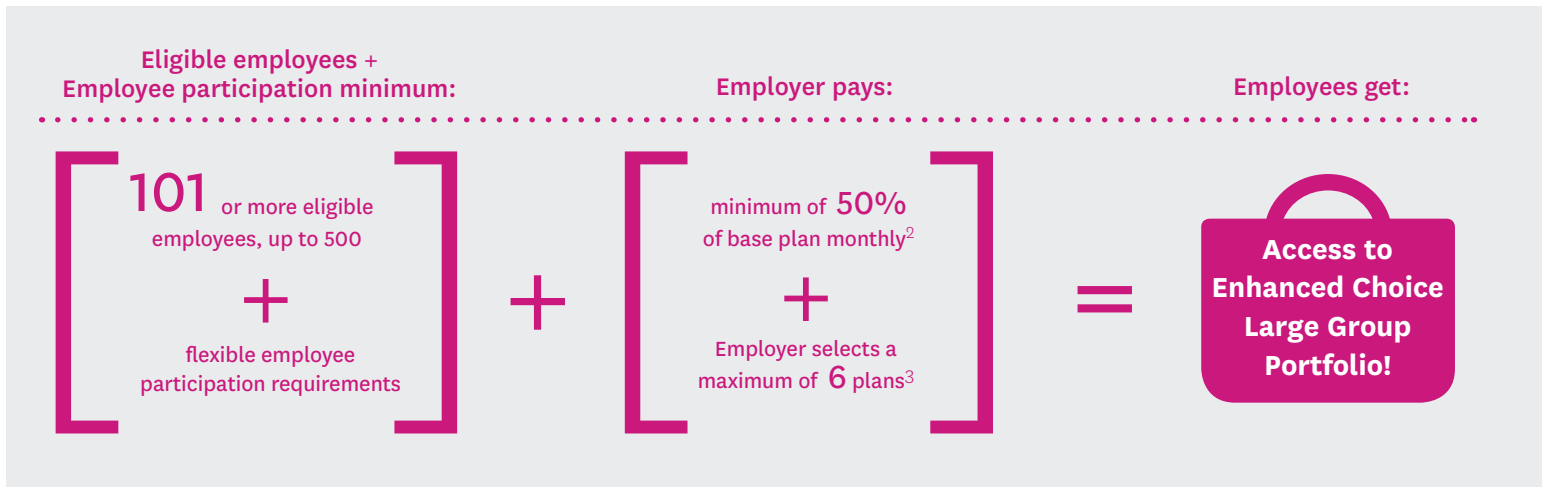 Eligible employees +
Employee participation minimum:
Employer pays:
Employees get:
101 or more eligible
employees, up to 500
+
flexible employee
participation requirements
+
minimum of 50%
of base plan monthly²
+
Employer selects a
maximum of 6 plans³
=
Access to
Enhanced Choice
Large Group
Portfolio!